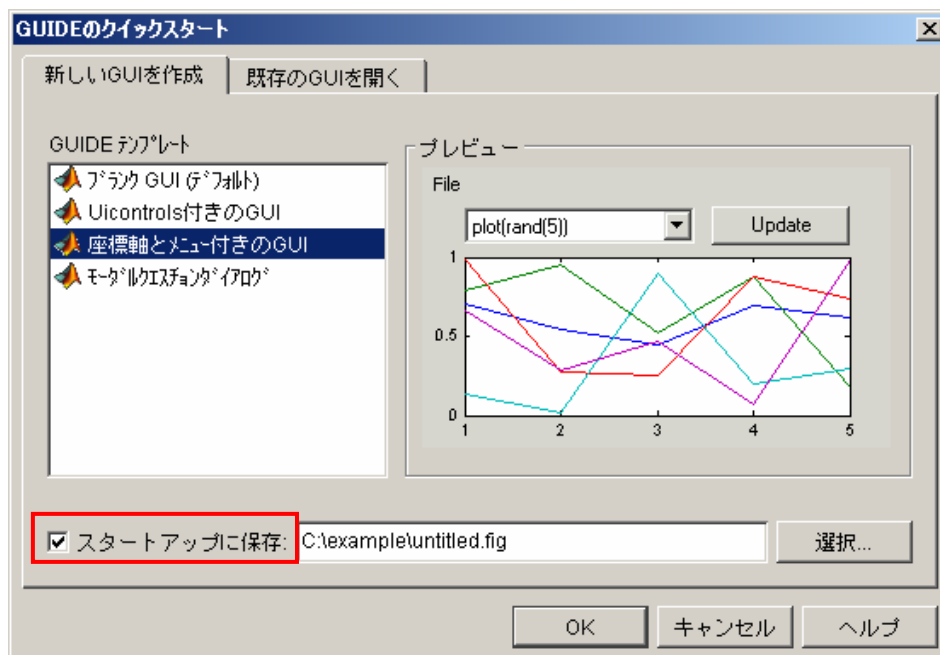 GUIDEのクイックスタート
新しいGUIを作成
既存のGUIを開く
GUIDE ﾃﾝﾌﾟﾚｰﾄ
ﾌﾞﾗﾝｸ GUI (ﾃﾞﾌｫﾙﾄ)
Uicontrols付きのGUI
座標軸とﾒﾆｭｰ付きのGUI
ﾓｰﾀﾞﾙｸｴｽﾁｮﾝﾀﾞｲｱﾛｸﾞ
プレビュー
File
plot(rand(5))
Update
1
0.5
0
1 2 3 4 5
スタートアップに保存:
C:\example\untitled.fig
選択...
OK
キャンセル
ヘルプ